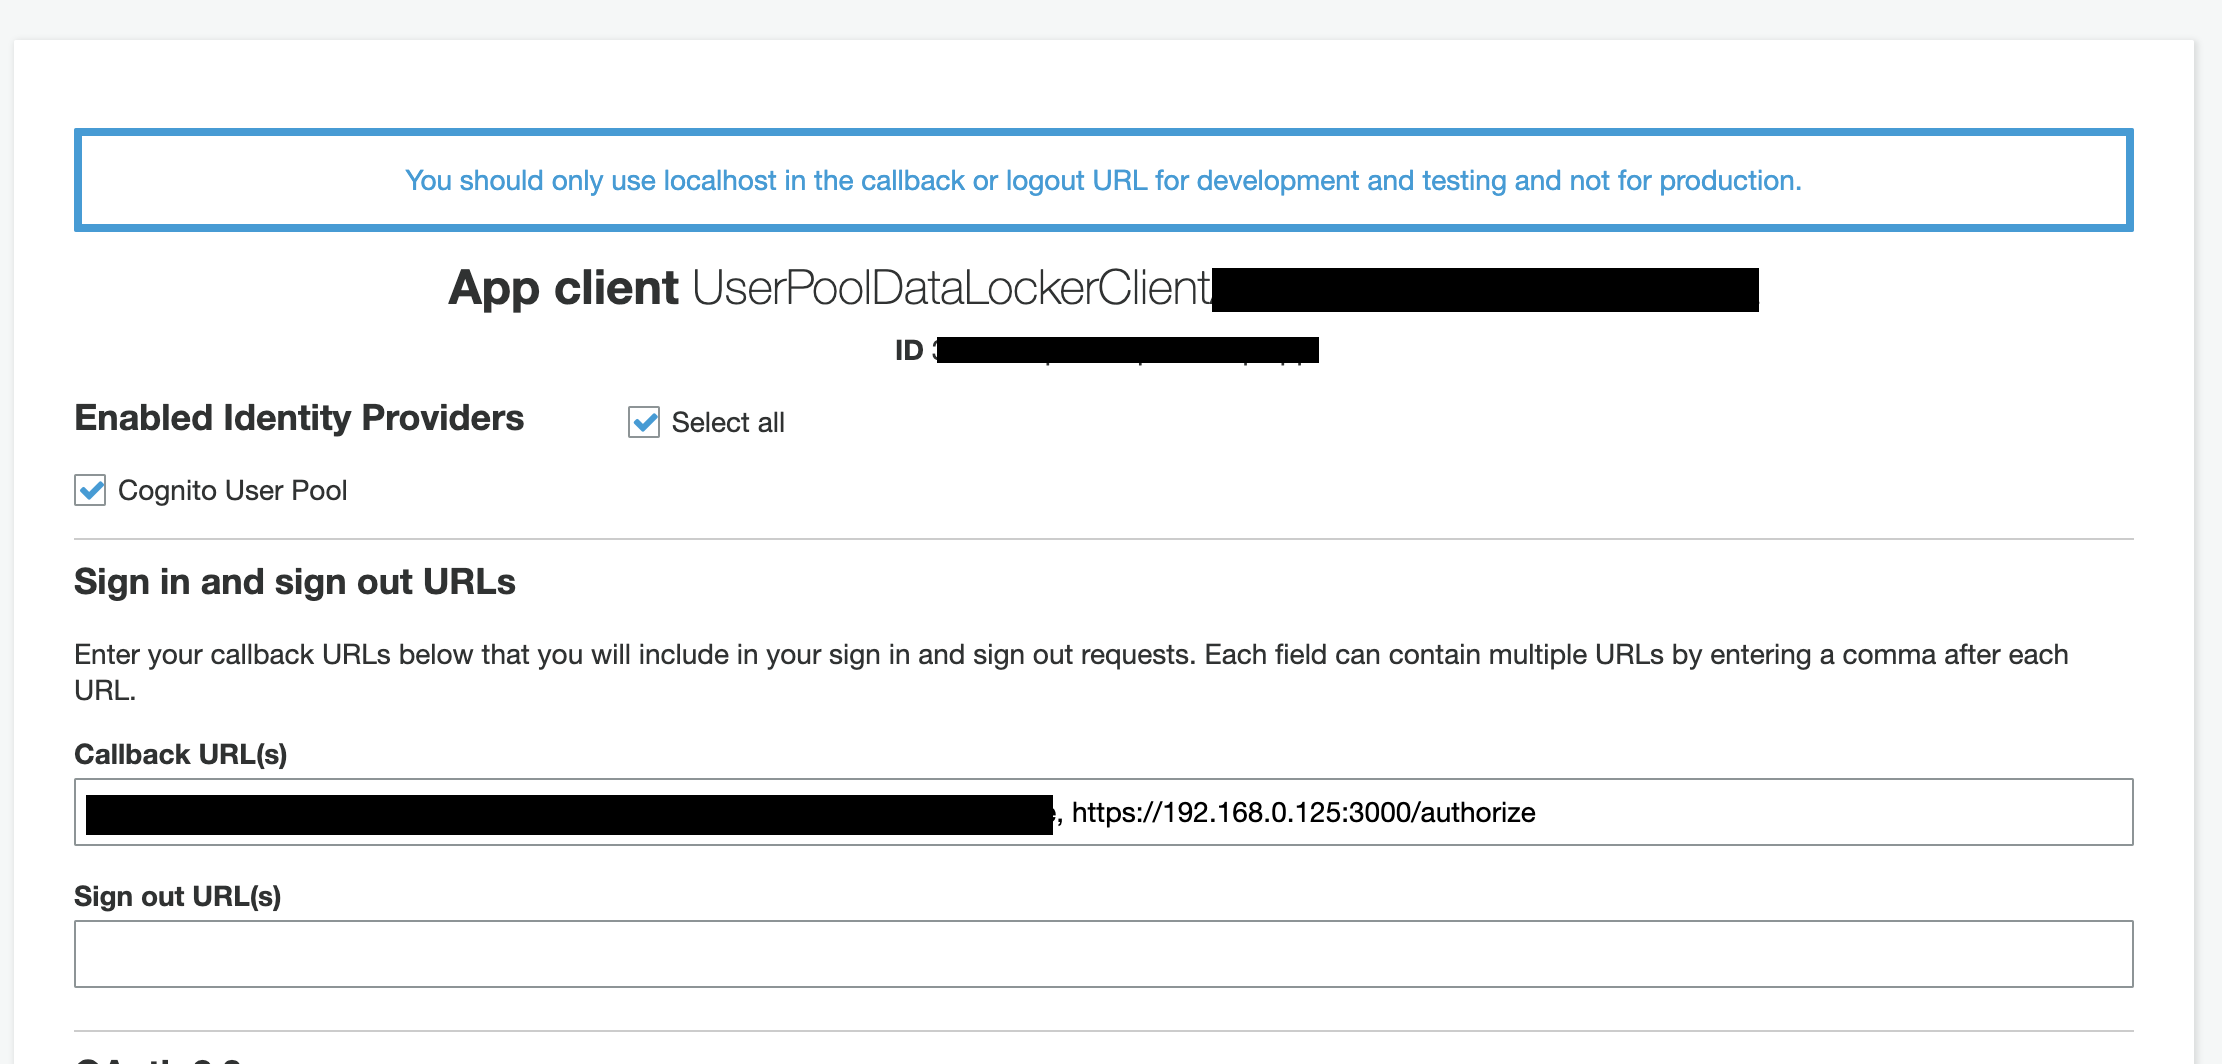 You should only use localhost in the callback or logout URL for development and testing and not for production.
App client UserPoolDataLockerClient
ID
Enabled Identity Providers
Select all
Cognito User Pool
Sign in and sign out URLs
Enter your callback URLs below that you will include in your sign in and sign out requests. Each field can contain multiple URLs by entering a comma after each
URL.
Callback URL(s)
, https://192.168.0.125:3000/authorize
Sign out URL(s)